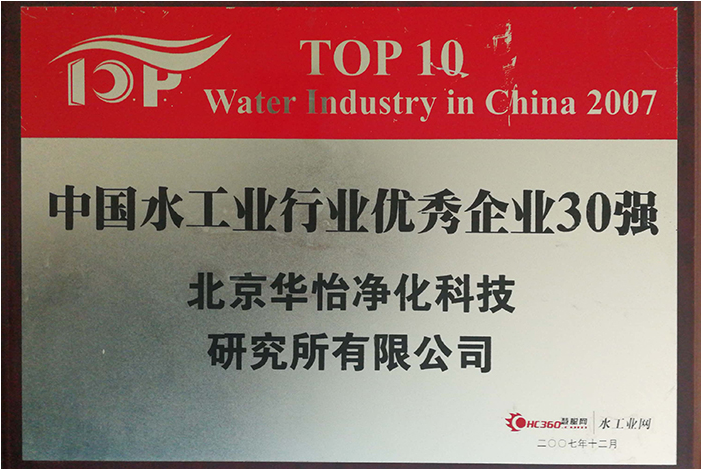 TOP
TOP 10
Water Industry in China 2007
中国水工业行业优秀企业30强
北京华怡净化科技
研究所有限公司
HC360慧聪网 水工业网
二〇〇七年十二月